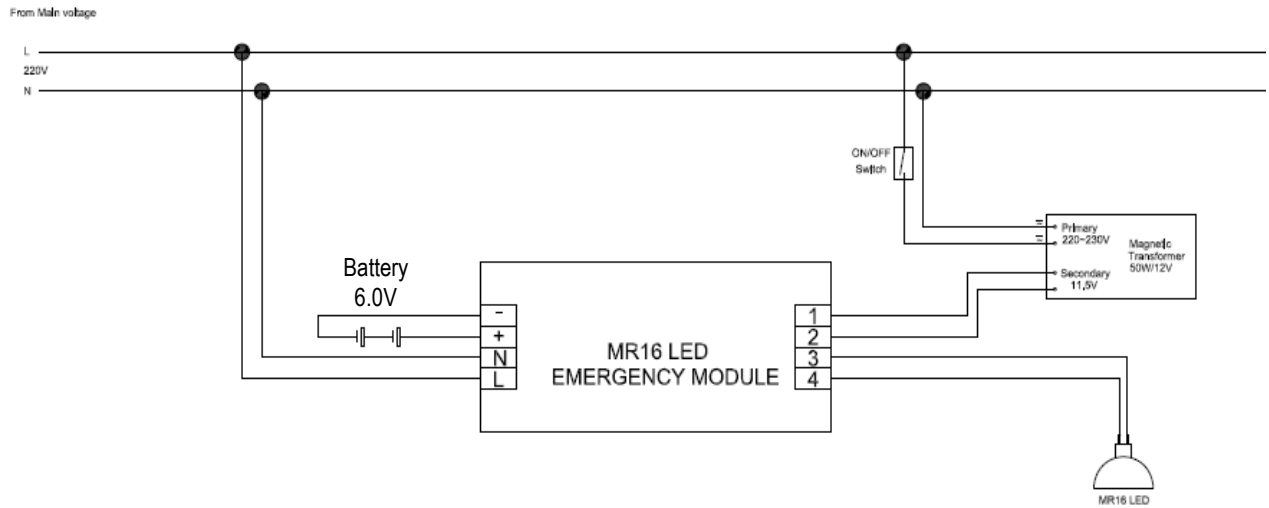 From Main voltage
L
220V
N
ON/OFF
Switch
Primary
220~230V
Magnetic
Transformer
50W/12V
Secondary
11,5V
Battery
6.0V
-
+
N
L
MR16 LED
EMERGENCY MODULE
1
2
3
4
MR16 LED